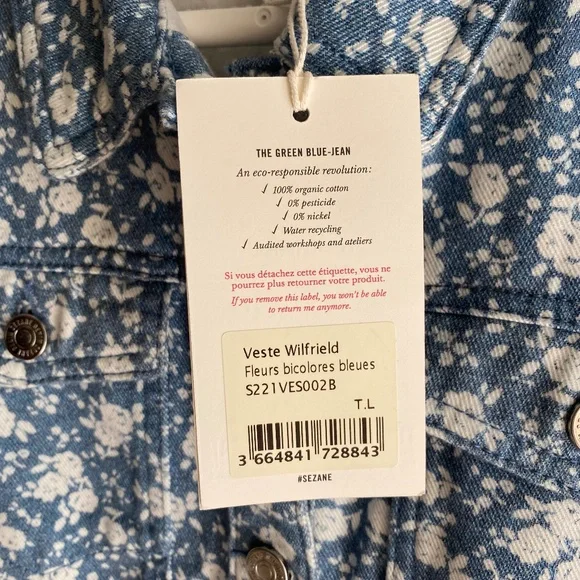 THE GREEN BLUE-JEAN
An eco-responsible revolution:
✓ 100% organic cotton
✓ 0% pesticide
✓ 0% nickel
✓ Water recycling
✓ Audited workshops and ateliers
Si vous détachez cette étiquette, vous ne
pourrez plus retourner votre produit.
If you remove this label, you won't be able
to return me anymore.
Veste Wilfrield
Fleurs bicolores bleues
S221VES002B
T.L
3 664841 728843
#SEZANE